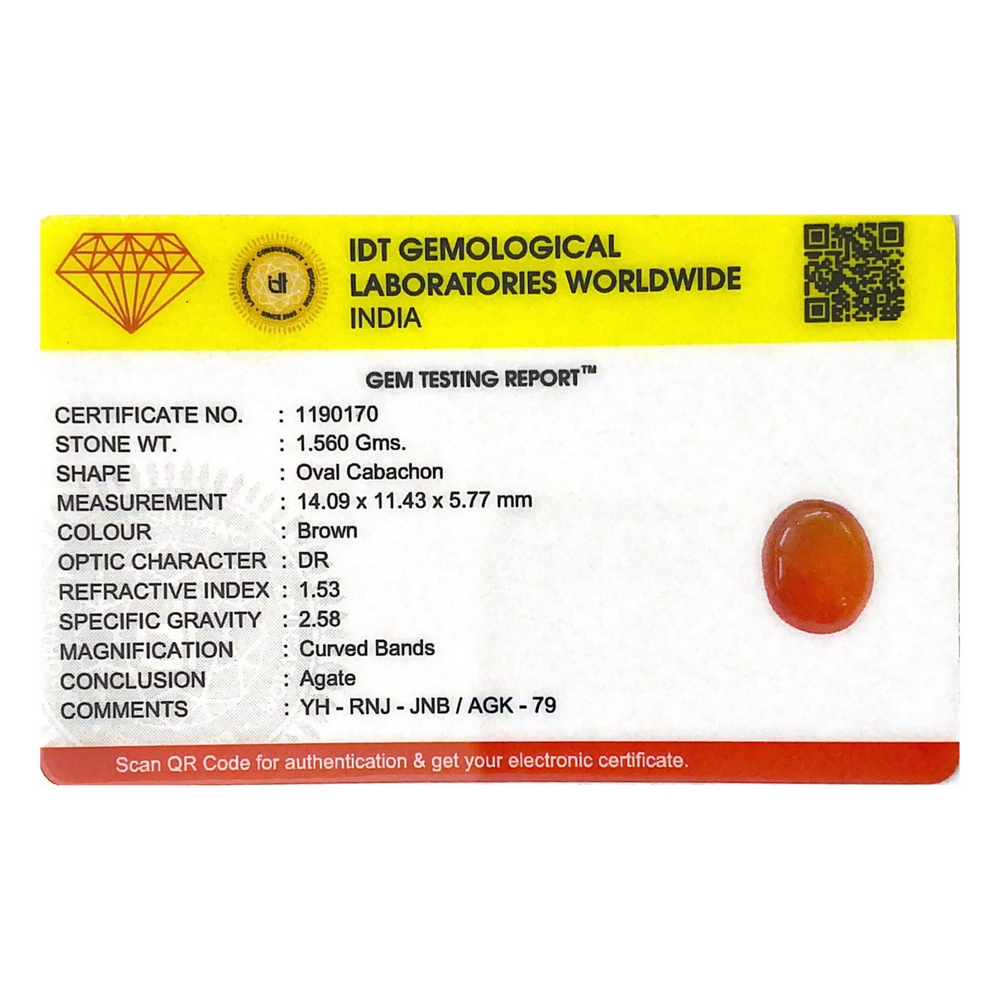 IDT GEMOLOGICAL
LABORATORIES WORLDWIDE
INDIA
GEM TESTING REPORT™
CERTIFICATE NO. : 1190170
STONE WT. : 1.560 Gms.
SHAPE : Oval Cabachon
MEASUREMENT : 14.09 x 11.43 x 5.77 mm
COLOUR : Brown
OPTIC CHARACTER : DR
REFRACTIVE INDEX : 1.53
SPECIFIC GRAVITY : 2.58
MAGNIFICATION : Curved Bands
CONCLUSION : Agate
COMMENTS : YH - RNJ - JNB / AGK - 79
Scan QR Code for authentication & get your electronic certificate.